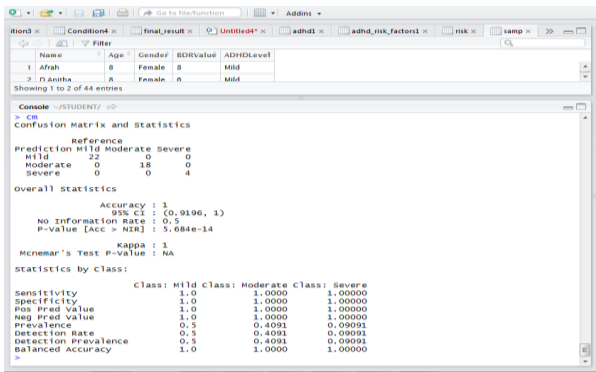 Go to file/function Addins
ition3 × Condition4 × final_result × Untitled4* × adhd1 × adhd_risk_factors1 × risk × samp ×
Filter
Name Age Gender BDRValue ADHDLevel
1 Afrah 8 Female 8 Mild
2 D Anitha 8 Female 6 Mild
Showing 1 to 2 of 44 entries
Console ~/STUDENT/
> cm
Confusion Matrix and Statistics
Reference
Prediction Mild Moderate Severe
Mild 22 0 0
Moderate 0 18 0
Severe 0 0 4
Overall Statistics
Accuracy : 1
95% CI : (0.9196, 1)
No Information Rate : 0.5
P-Value [Acc > NIR] : 5.684e-14
Kappa : 1
Mcnemar's Test P-Value : NA
Statistics by Class:
Class: Mild Class: Moderate Class: Severe
Sensitivity 1.0 1.0000 1.00000
Specificity 1.0 1.0000 1.00000
Pos Pred Value 1.0 1.0000 1.00000
Neg Pred Value 1.0 1.0000 1.00000
Prevalence 0.5 0.4091 0.09091
Detection Rate 0.5 0.4091 0.09091
Detection Prevalence 0.5 0.4091 0.09091
Balanced Accuracy 1.0 1.0000 1.00000
>